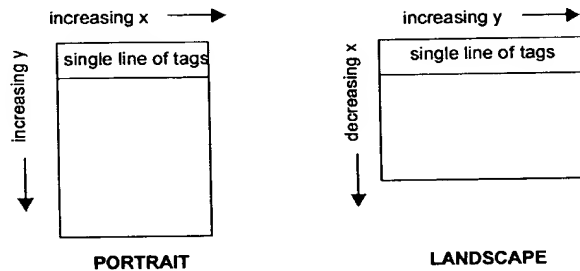 increasing x
increasing y
single line of tags
PORTRAIT
increasing y
decreasing x
single line of tags
LANDSCAPE